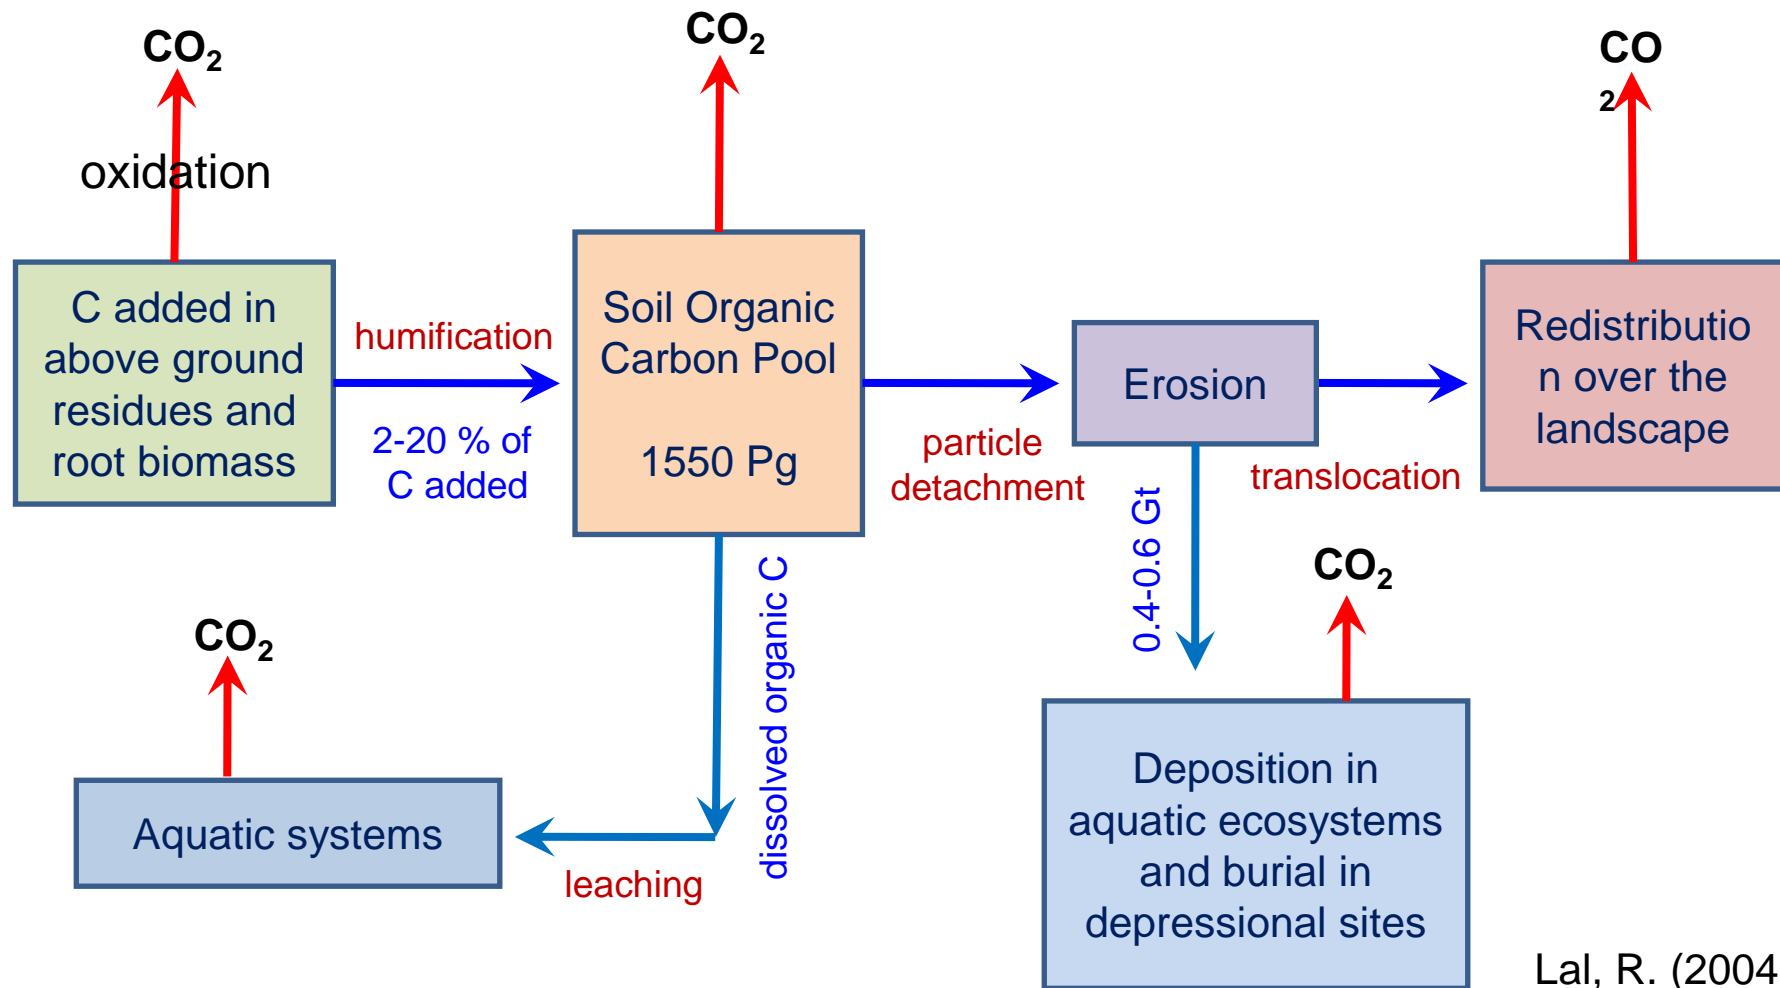 CO2
CO2
CO
2
oxidation
C added in
above ground
residues and
root biomass
humification
2-20 % of
C added
Soil Organic
Carbon Pool
1550 Pg
particle
detachment
Erosion
translocation
Redistributio
n over the
landscape
0.4-0.6 Gt
CO2
dissolved organic C
CO2
Aquatic systems
leaching
Deposition in
aquatic ecosystems
and burial in
depressional sites
Lal, R. (2004